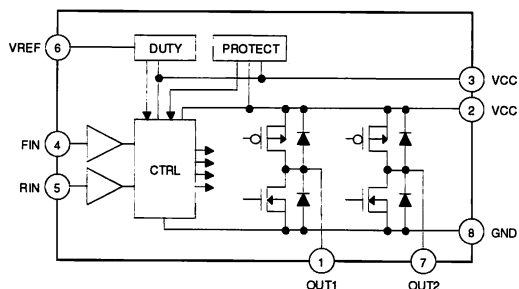 VREF 6 DUTY PROTECT
3 VCC
2 VCC
FIN 4
CTRL
RIN 5
8 GND
1 7
OUT1 OUT2